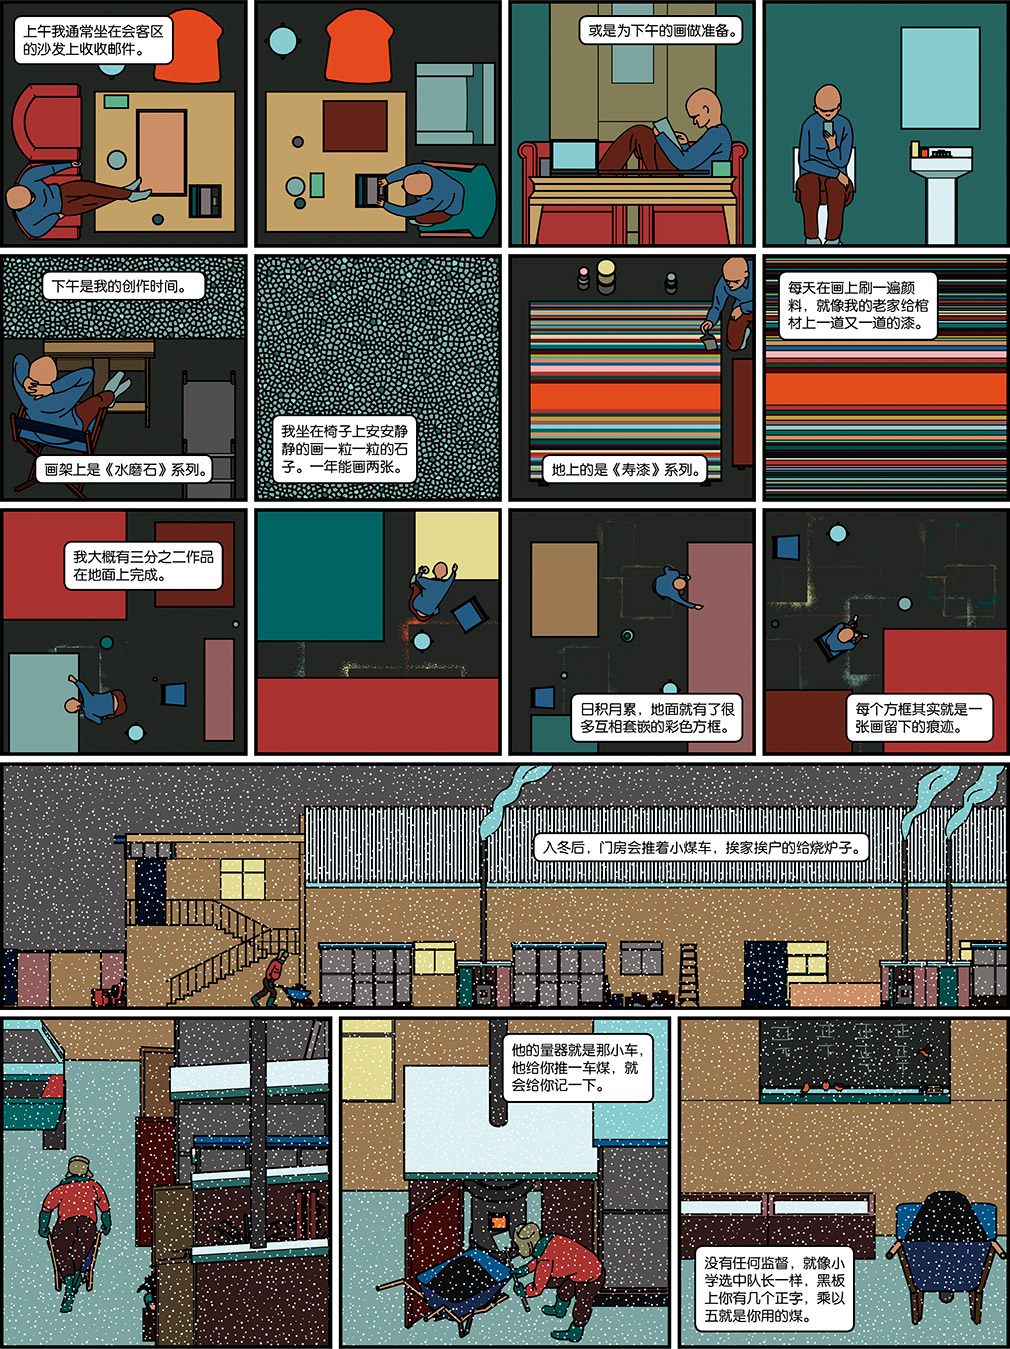 上午我通常坐在会客区
的沙发上收收邮件。
或是为下午的画做准备。
下午是我的创作时间。
画架上是《水磨石》系列。
我坐在椅子上安安静
静的画一粒一粒的石
子。一年能画两张。
地上的是《寿漆》系列。
每天在画上刷一遍颜
料，就像我的老家给棺
材上一道又一道的漆。
我大概有三分之二作品
在地面上完成。
日积月累，地面就有了很
多互相套嵌的彩色方框。
每个方框其实就是一
张画留下的痕迹。
入冬后，门房会推着小煤车，挨家挨户的给烧炉子。
他的量器就是那小车，
他给你推一车煤，就
会给你记一下。
没有任何监督，就像小
学选中队长一样，黑板
上你有几个正字，乘以
五就是你用的煤。